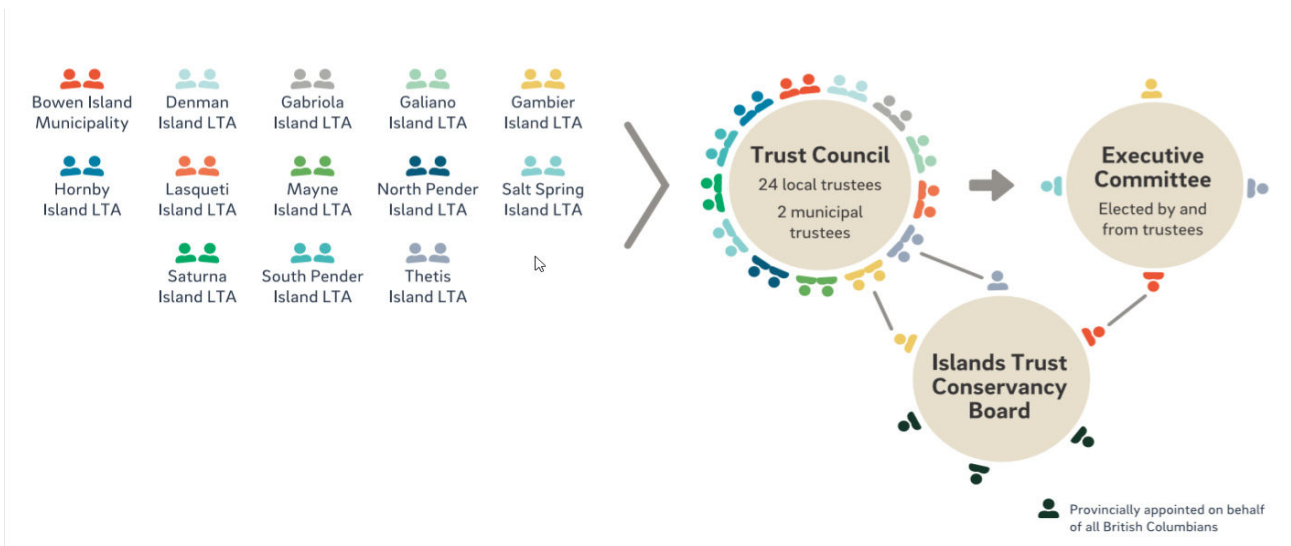 Bowen Island
Municipality
Denman
Island LTA
Gabriola
Island LTA
Galiano
Island LTA
Gambier
Island LTA
Hornby
Island LTA
Lasqueti
Island LTA
Mayne
Island LTA
North Pender
Island LTA
Salt Spring
Island LTA
Saturna
Island LTA
South Pender
Island LTA
Thetis
Island LTA
Trust Council
24 local trustees
2 municipal
trustees
Executive
Committee
Elected by and
from trustees
Islands Trust
Conservancy
Board
Provincially appointed on behalf
of all British Columbians